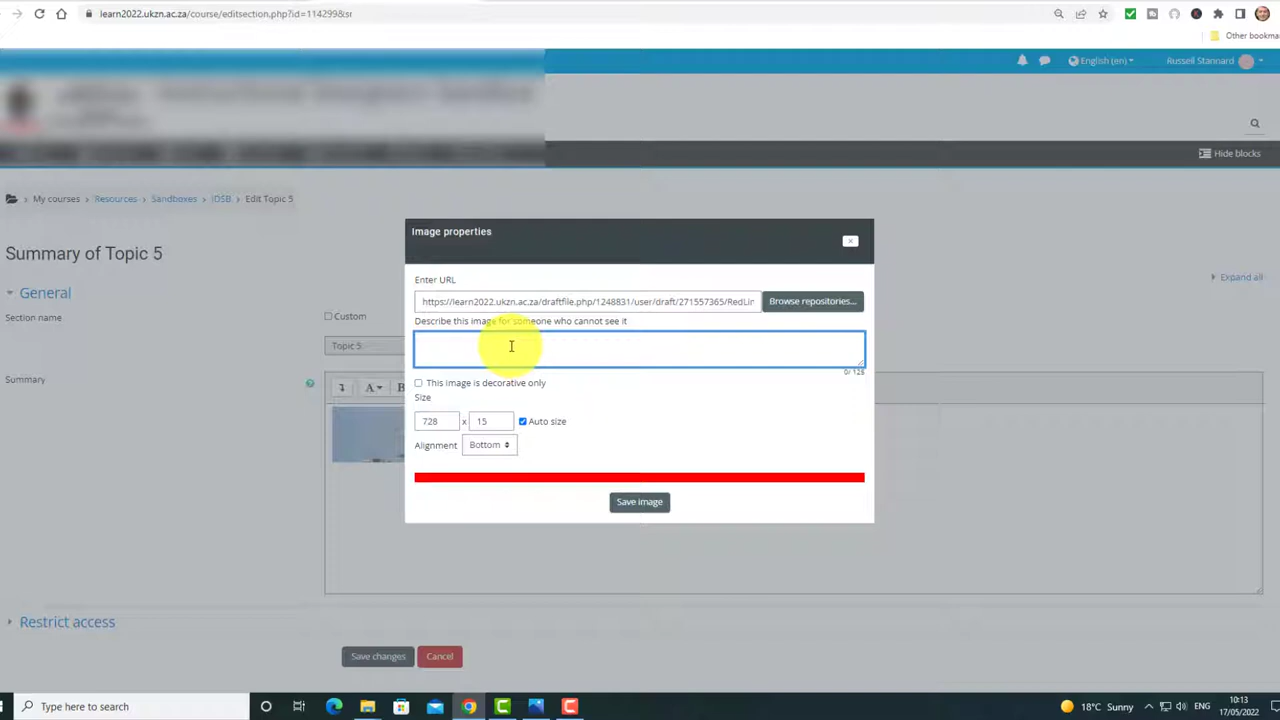 learn2022.ukzn.ac.za/course/editsection.php?id=114299&sr
Other bookma
English (en)
Russell Stannard
Hide blocks
My courses Resources Sandboxes IDSB Edit Topic 5
Summary of Topic 5
Expand all
General
Section name
Custom
Topic 5
Summary
A
B
Image properties
×
Enter URL
https://learn2022.ukzn.ac.za/draftfile.php/1248831/user/draft/271557365/RedLin
Browse repositories...
Describe this image for someone who cannot see it
0/ 125
This image is decorative only
Size
728 x 15 Auto size
Alignment Bottom
Save image
Restrict access
Save changes Cancel
Type here to search
18°C Sunny
ENG
10:13
17/05/2022